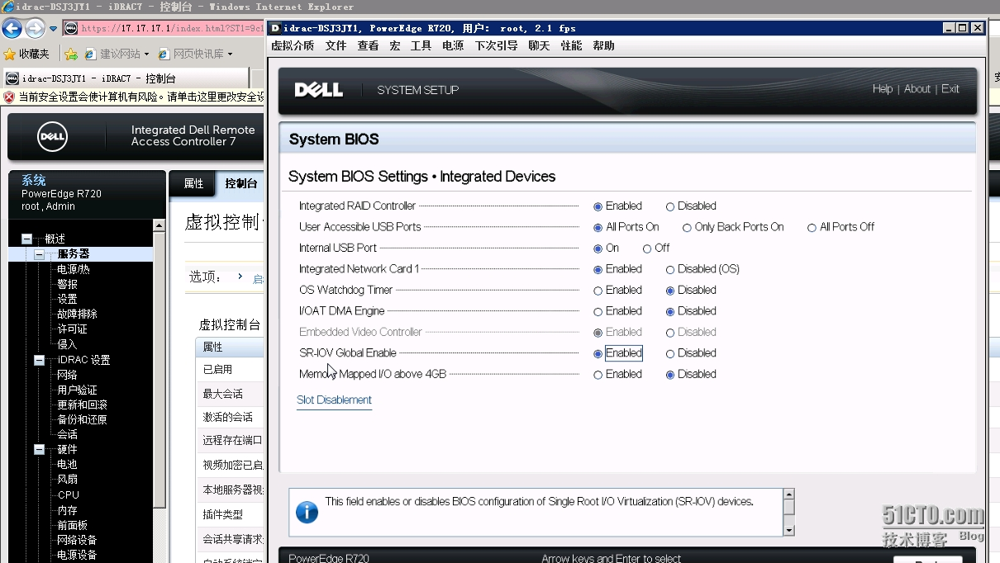 idrac-DSJ3JY1 - iDRAC7 - 控制台 - Windows Internet Explorer
https://17.17.17.1/index.html?ST1=9c1
收藏夹
建议网站
网页快讯库
idrac-DSJ3JY1 - iDRAC7 - 控制台
当前安全设置会使计算机有风险。请单击这里更改安全设
DELL
Integrated Dell Remote
Access Controller 7
系统
PowerEdge R720
root , Admin
概述
服务器
电源/热
警报
设置
故障排除
许可证
侵入
iDRAC 设置
网络
用户验证
更新和回滚
备份和还原
会话
硬件
电池
风扇
CPU
内存
前面板
网络设备
电源设备
属性
控制台
虚拟控制
选项：
启
虚拟控制台
属性
已启用
最大会话
激活的会话
远程存在端口
视频加密已启
本地服务器视
插件类型
会话共享请求
idrac-DSJ3JY1, PowerEdge R720, 用户： root, 2.1 fps
虚拟介质 文件 查看 宏 工具 电源 下次引导 聊天 性能 帮助
DELL
SYSTEM SETUP
Help | About | Exit
System BIOS
System BIOS Settings • Integrated Devices
Integrated RAID Controller Enabled Disabled
User Accessible USB Ports All Ports On Only Back Ports On All Ports Off
Internal USB Port On Off
Integrated Network Card 1 Enabled Disabled (OS)
OS Watchdog Timer Enabled Disabled
I/OAT DMA Engine Enabled Disabled
Embedded Video Controller Enabled Disabled
SR-IOV Global Enable Enabled Disabled
Memory Mapped I/O above 4GB Enabled Disabled
Slot Disablement
This field enables or disables BIOS configuration of Single Root I/O Virtualization (SR-IOV) devices.
PowerEdge R720
Arrow keys and Enter to select
51CTO.com
技术博客 Blog